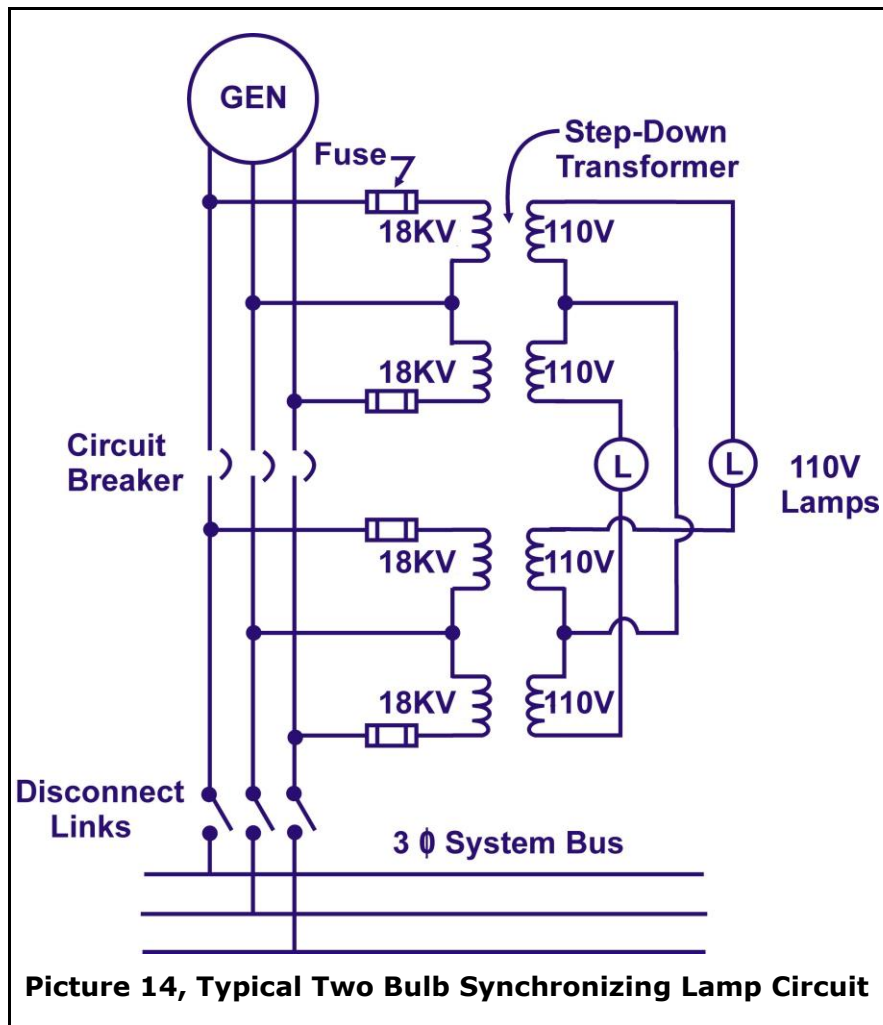 GEN
Fuse
Step-Down
Transformer
18KV
110V
18KV
110V
Circuit
Breaker
L
L
110V
Lamps
18KV
110V
18KV
110V
Disconnect
Links
3 ϕ System Bus
Picture 14, Typical Two Bulb Synchronizing Lamp Circuit